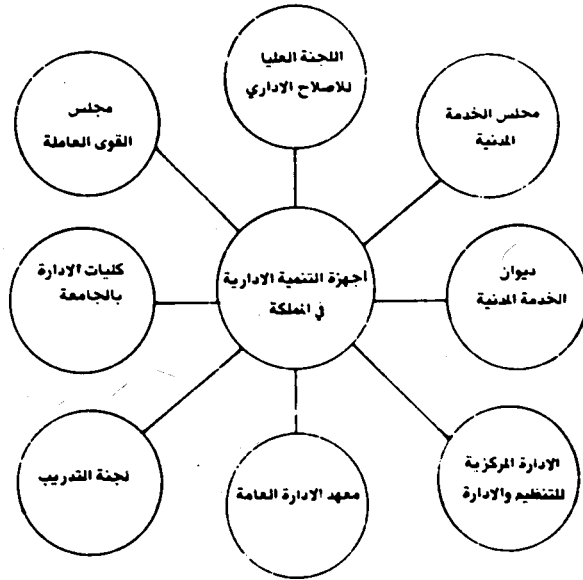 اللجنة العليا
للاصلاح الاداري
مجلس الخدمة
المدنية
ديوان
الخدمة المدنية
الادارة المركزية
للتنظيم والادارة
معهد الادارة العامة
لجنة التدريب
كليات الادارة
بالجامعة
مجلس
القوى العاملة
اجهزة التنمية الادارية
في المملكة